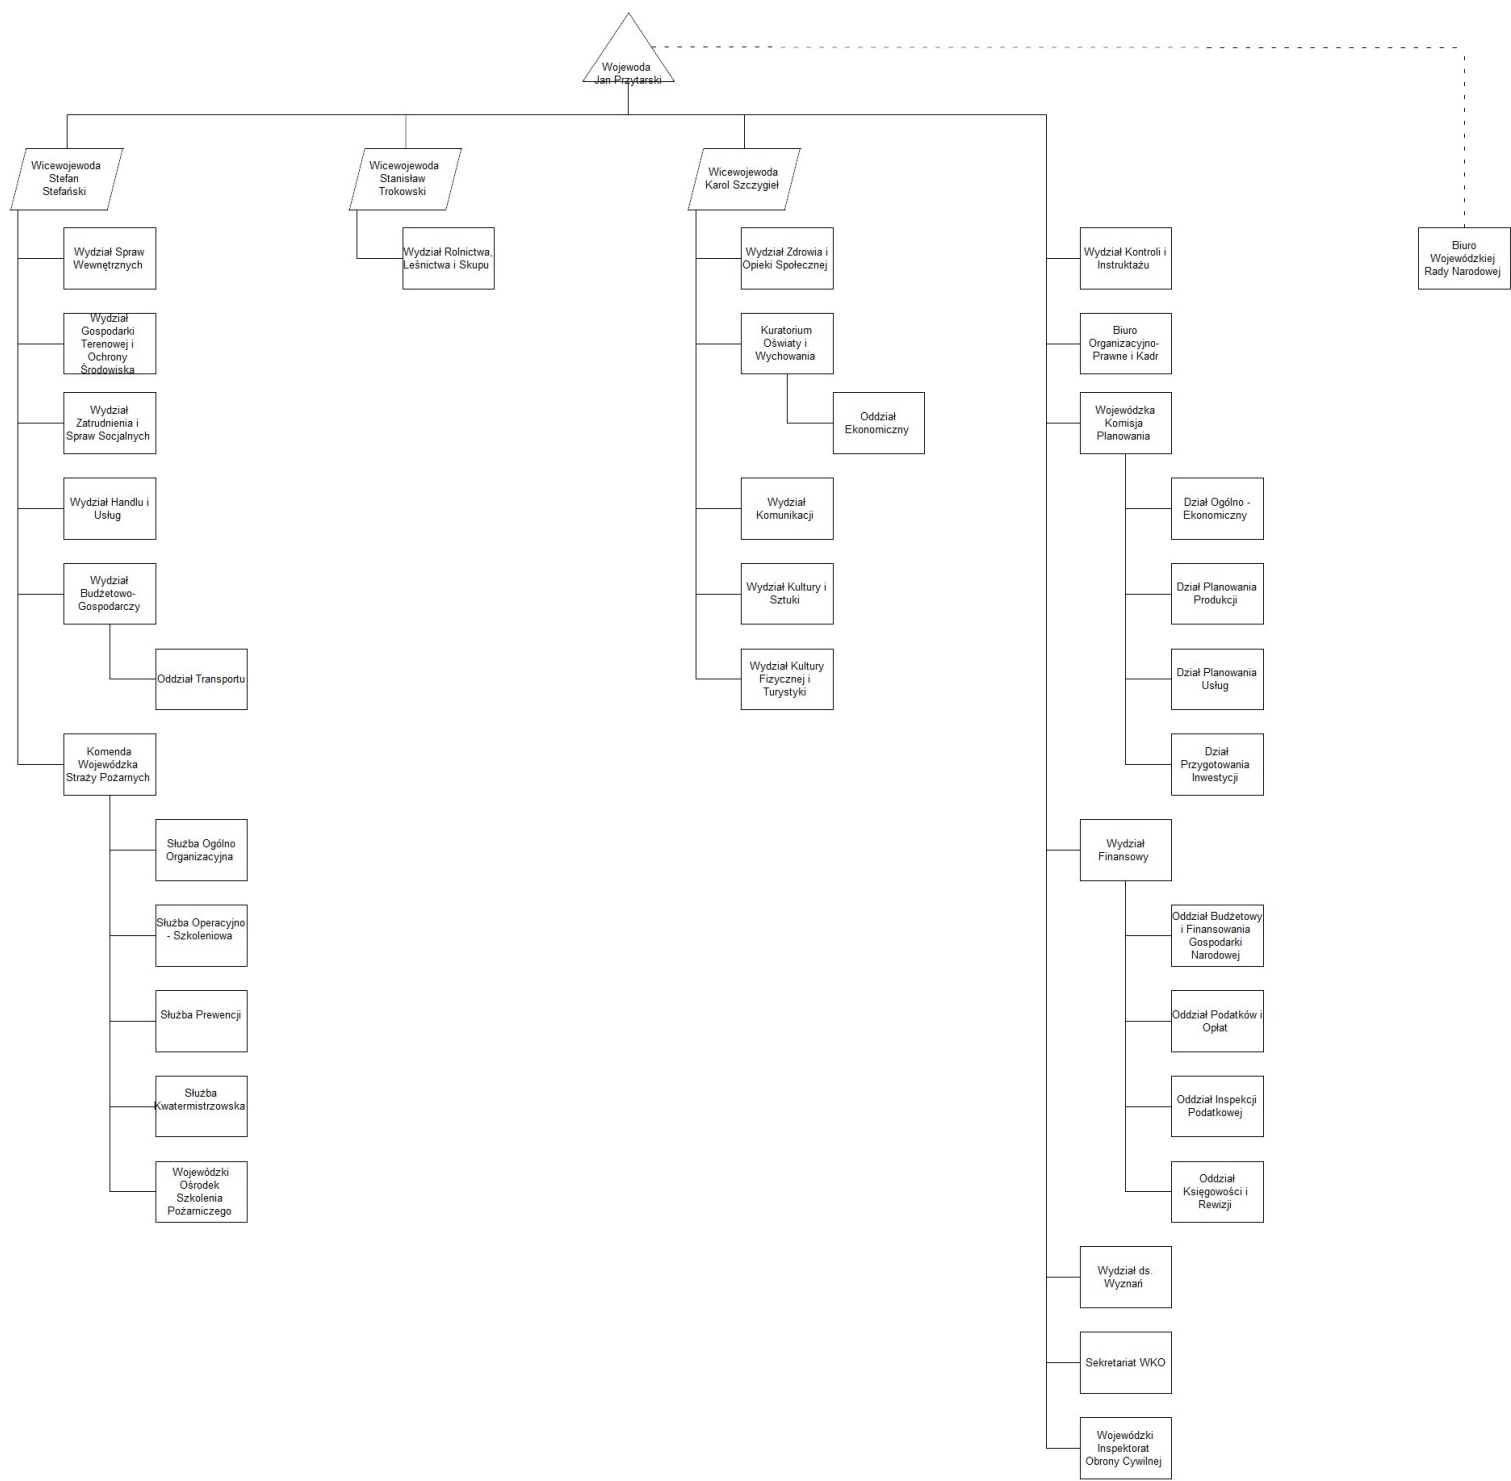 Wojewoda
Jan Przytarski
Wicewojewoda
Stefan
Stefański
Wydział Spraw
Wewnętrznych
Wydział
Gospodarki
Terenowej i
Ochrony
Środowiska
Wydział
Zatrudnienia i
Spraw Socjalnych
Wydział Handlu i
Usług
Wydział
Budżetowo-
Gospodarczy
Oddział Transportu
Komenda
Wojewódzka
Straży Pożarnych
Służba Ogólno
Organizacyjna
Służba Operacyjno
- Szkoleniowa
Służba Prewencji
Służba
Kwatermistrzowska
Wojewódzki
Ośrodek
Szkolenia
Pożarniczego
Wicewojewoda
Stanisław
Trokowski
Wydział Rolnictwa,
Leśnictwa i Skupu
Wicewojewoda
Karol Szczygieł
Wydział Zdrowia i
Opieki Społecznej
Kuratorium
Oświaty i
Wychowania
Oddział
Ekonomiczny
Wydział
Komunikacji
Wydział Kultury i
Sztuki
Wydział Kultury
Fizycznej i
Turystyki
Wydział Kontroli i
Instruktażu
Biuro
Organizacyjno-
Prawne i Kadr
Wojewódzka
Komisja
Planowania
Dział Ogólno -
Ekonomiczny
Dział Planowania
Produkcji
Dział Planowania
Usług
Dział
Przygotowania
Inwestycji
Wydział
Finansowy
Oddział Budżetowy
i Finansowania
Gospodarki
Narodowej
Oddział Podatków i
Opłat
Oddział Inspekcji
Podatkowej
Oddział
Księgowości i
Rewizji
Wydział ds.
Wyznań
Sekretariat WKO
Wojewódzki
Inspektorat
Obrony Cywilnej
Biuro
Wojewódzkiej
Rady Narodowej